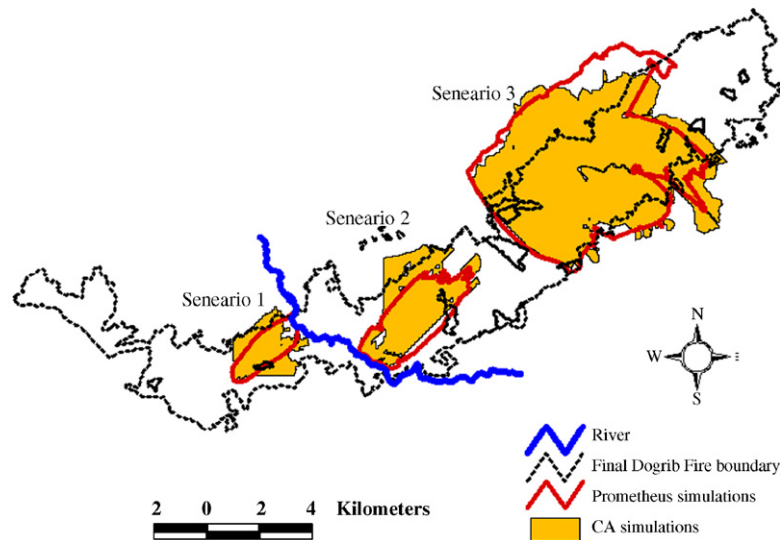 Seneario 3
Seneario 2
Seneario 1
N
W
S
River
Final Dogrib Fire boundary
Prometheus simulations
CA simulations
2 0 2 4 Kilometers